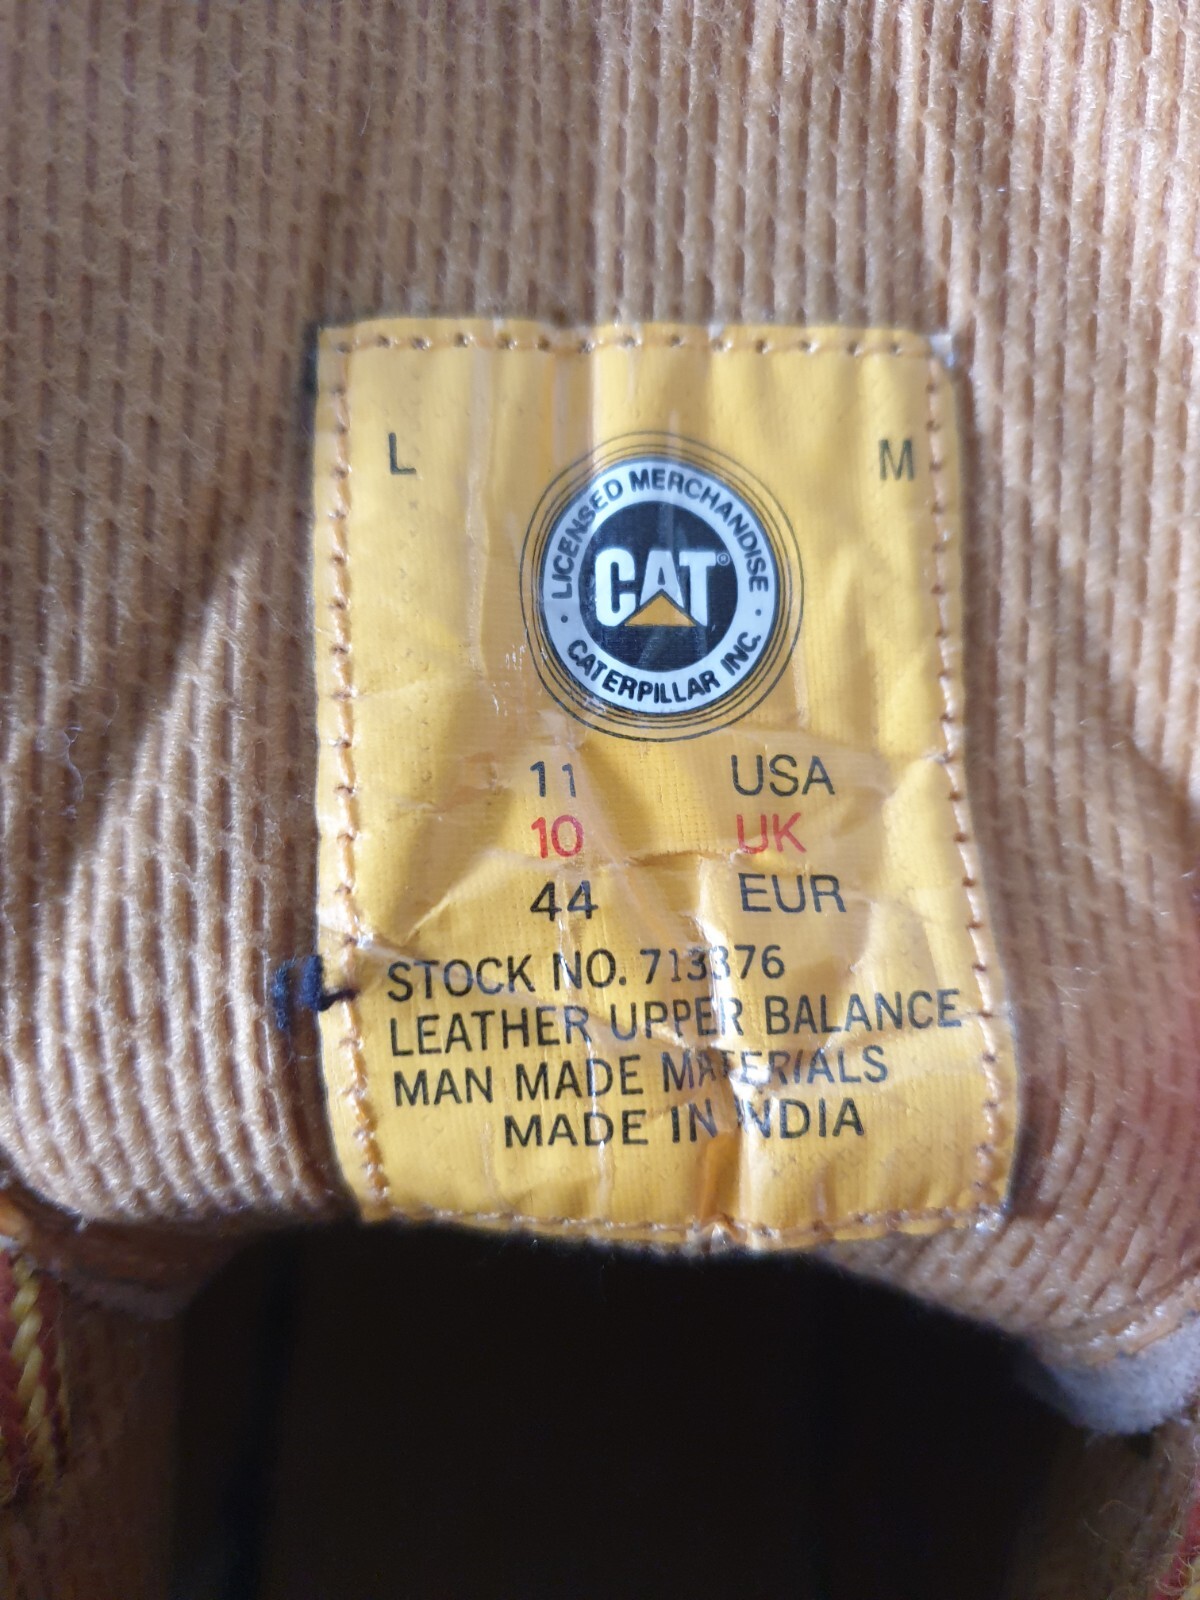 L M
LICENSED MERCHANDISE
CAT®
· CATERPILLAR INC. ·
11 USA
10 UK
44 EUR
STOCK NO. 713376
LEATHER UPPER BALANCE
MAN MADE MATERIALS
MADE IN INDIA